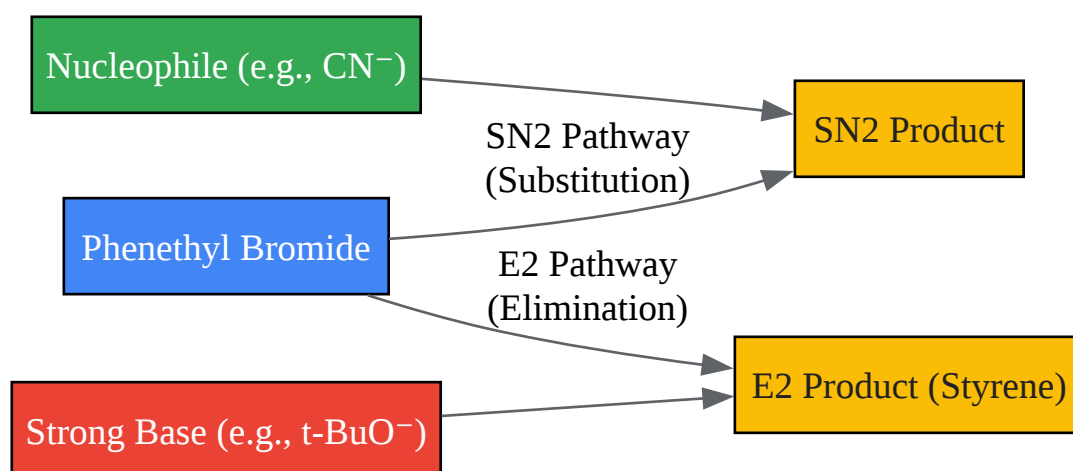 Nucleophile (e.g., CN⁻)
SN2 Product
SN2 Pathway
(Substitution)
Phenethyl Bromide
E2 Pathway
(Elimination)
E2 Product (Styrene)
Strong Base (e.g., t-BuO⁻)